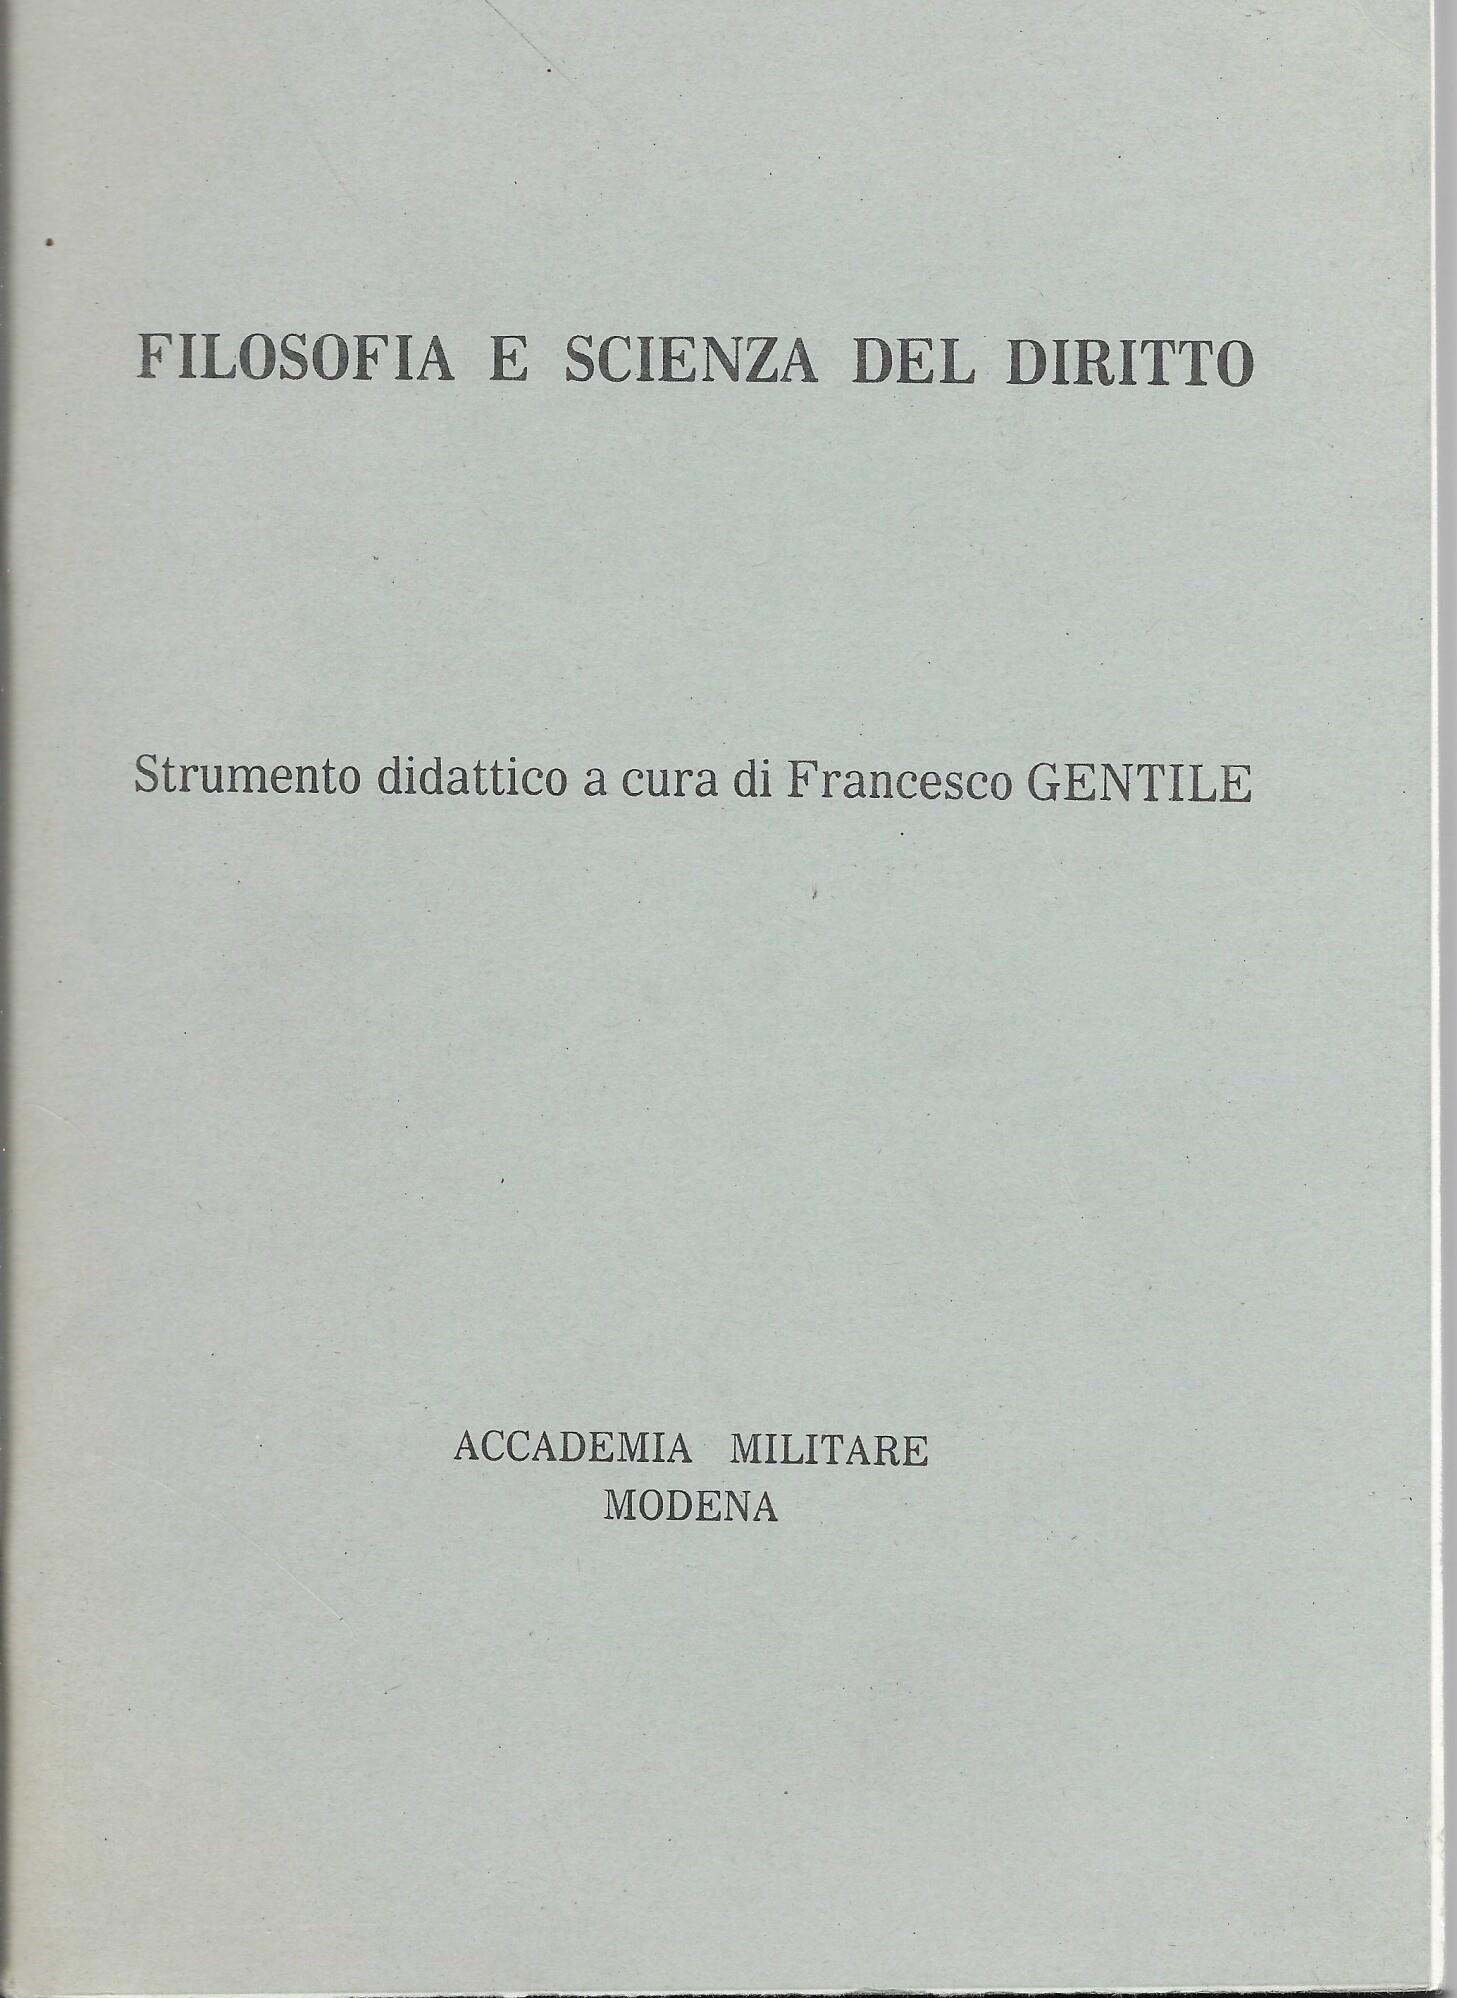 FILOSOFIA E SCIENZA DEL DIRITTO
Strumento didattico a cura di Francesco GENTILE
ACCADEMIA MILITARE
MODENA